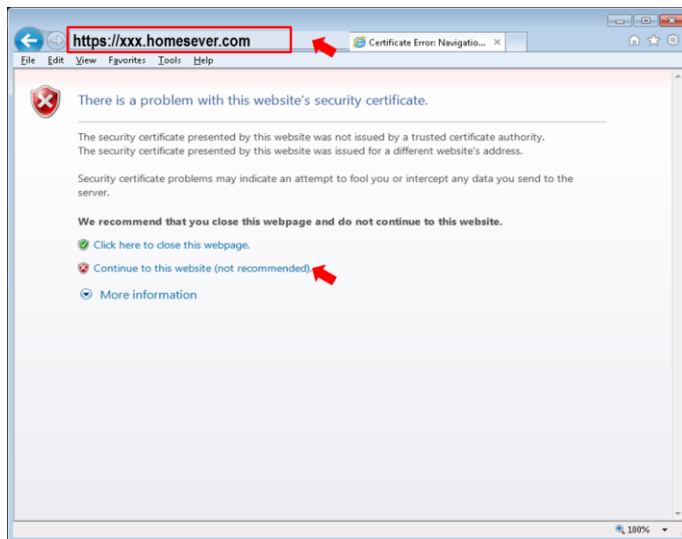 https://xxx.homesever.com
Certificate Error: Navigatio...
File Edit View Favorites Tools Help
There is a problem with this website's security certificate.
The security certificate presented by this website was not issued by a trusted certificate authority.
The security certificate presented by this website was issued for a different website's address.
Security certificate problems may indicate an attempt to fool you or intercept any data you send to the
server.
We recommend that you close this webpage and do not continue to this website.
Click here to close this webpage.
Continue to this website (not recommended).
More information
100%